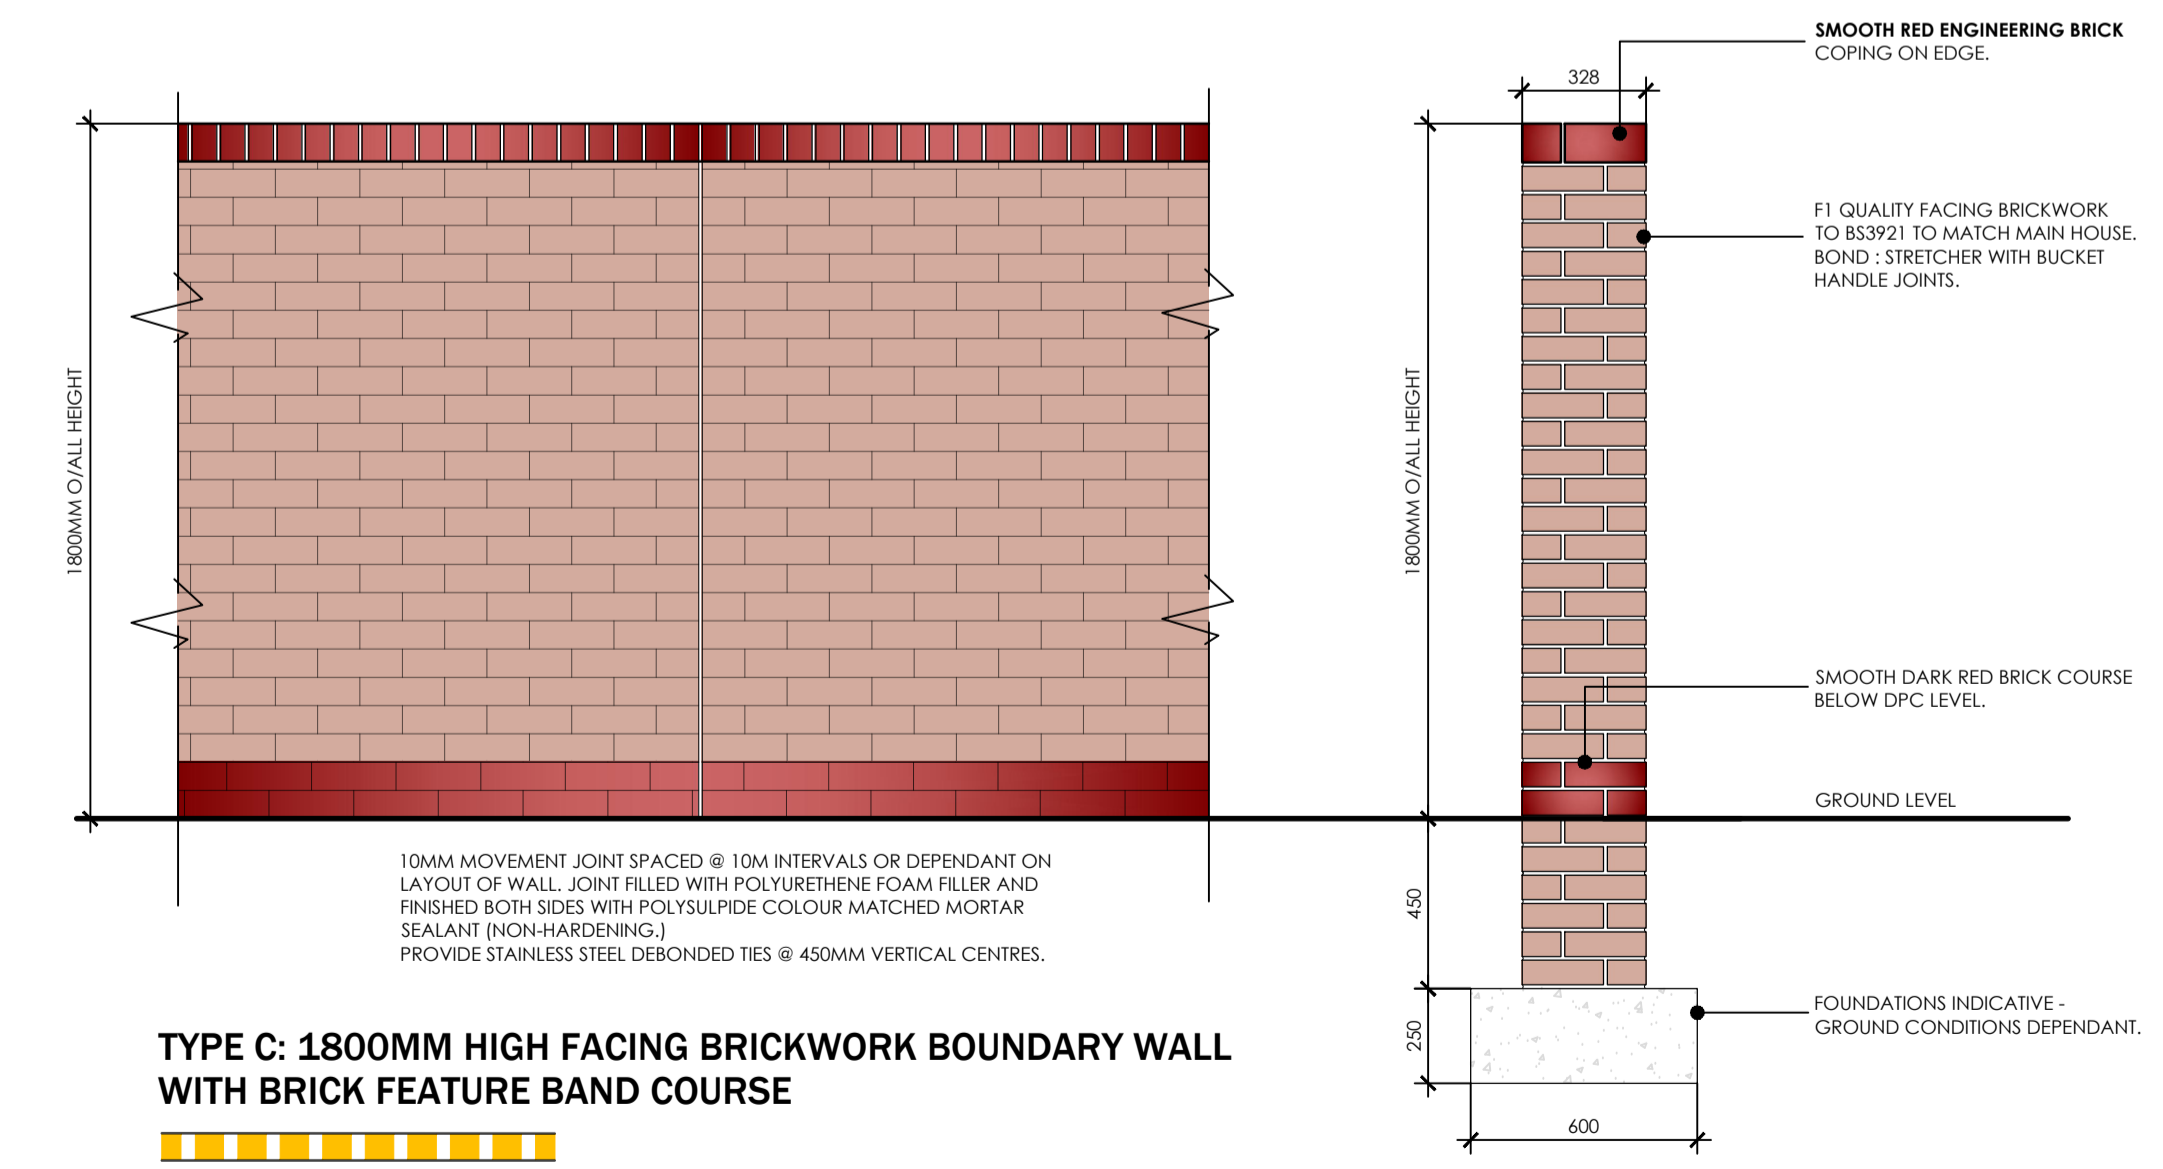 SMOOTH RED ENGINEERING BRICK
COPING ON EDGE.
328
F1 QUALITY FACING BRICKWORK
TO BS3921 TO MATCH MAIN HOUSE.
BOND : STRETCHER WITH BUCKET
HANDLE JOINTS.
1800MM O/ALL HEIGHT
1800MM O/ALL HEIGHT
SMOOTH DARK RED BRICK COURSE
BELOW DPC LEVEL.
GROUND LEVEL
10MM MOVEMENT JOINT SPACED @ 10M INTERVALS OR DEPENDANT ON
LAYOUT OF WALL. JOINT FILLED WITH POLYURETHENE FOAM FILLER AND
FINISHED BOTH SIDES WITH POLYSULPIDE COLOUR MATCHED MORTAR
SEALANT (NON-HARDENING.)
PROVIDE STAINLESS STEEL DEBONDED TIES @ 450MM VERTICAL CENTRES.
450
250
FOUNDATIONS INDICATIVE -
GROUND CONDITIONS DEPENDANT.
600
TYPE C: 1800MM HIGH FACING BRICKWORK BOUNDARY WALL
WITH BRICK FEATURE BAND COURSE